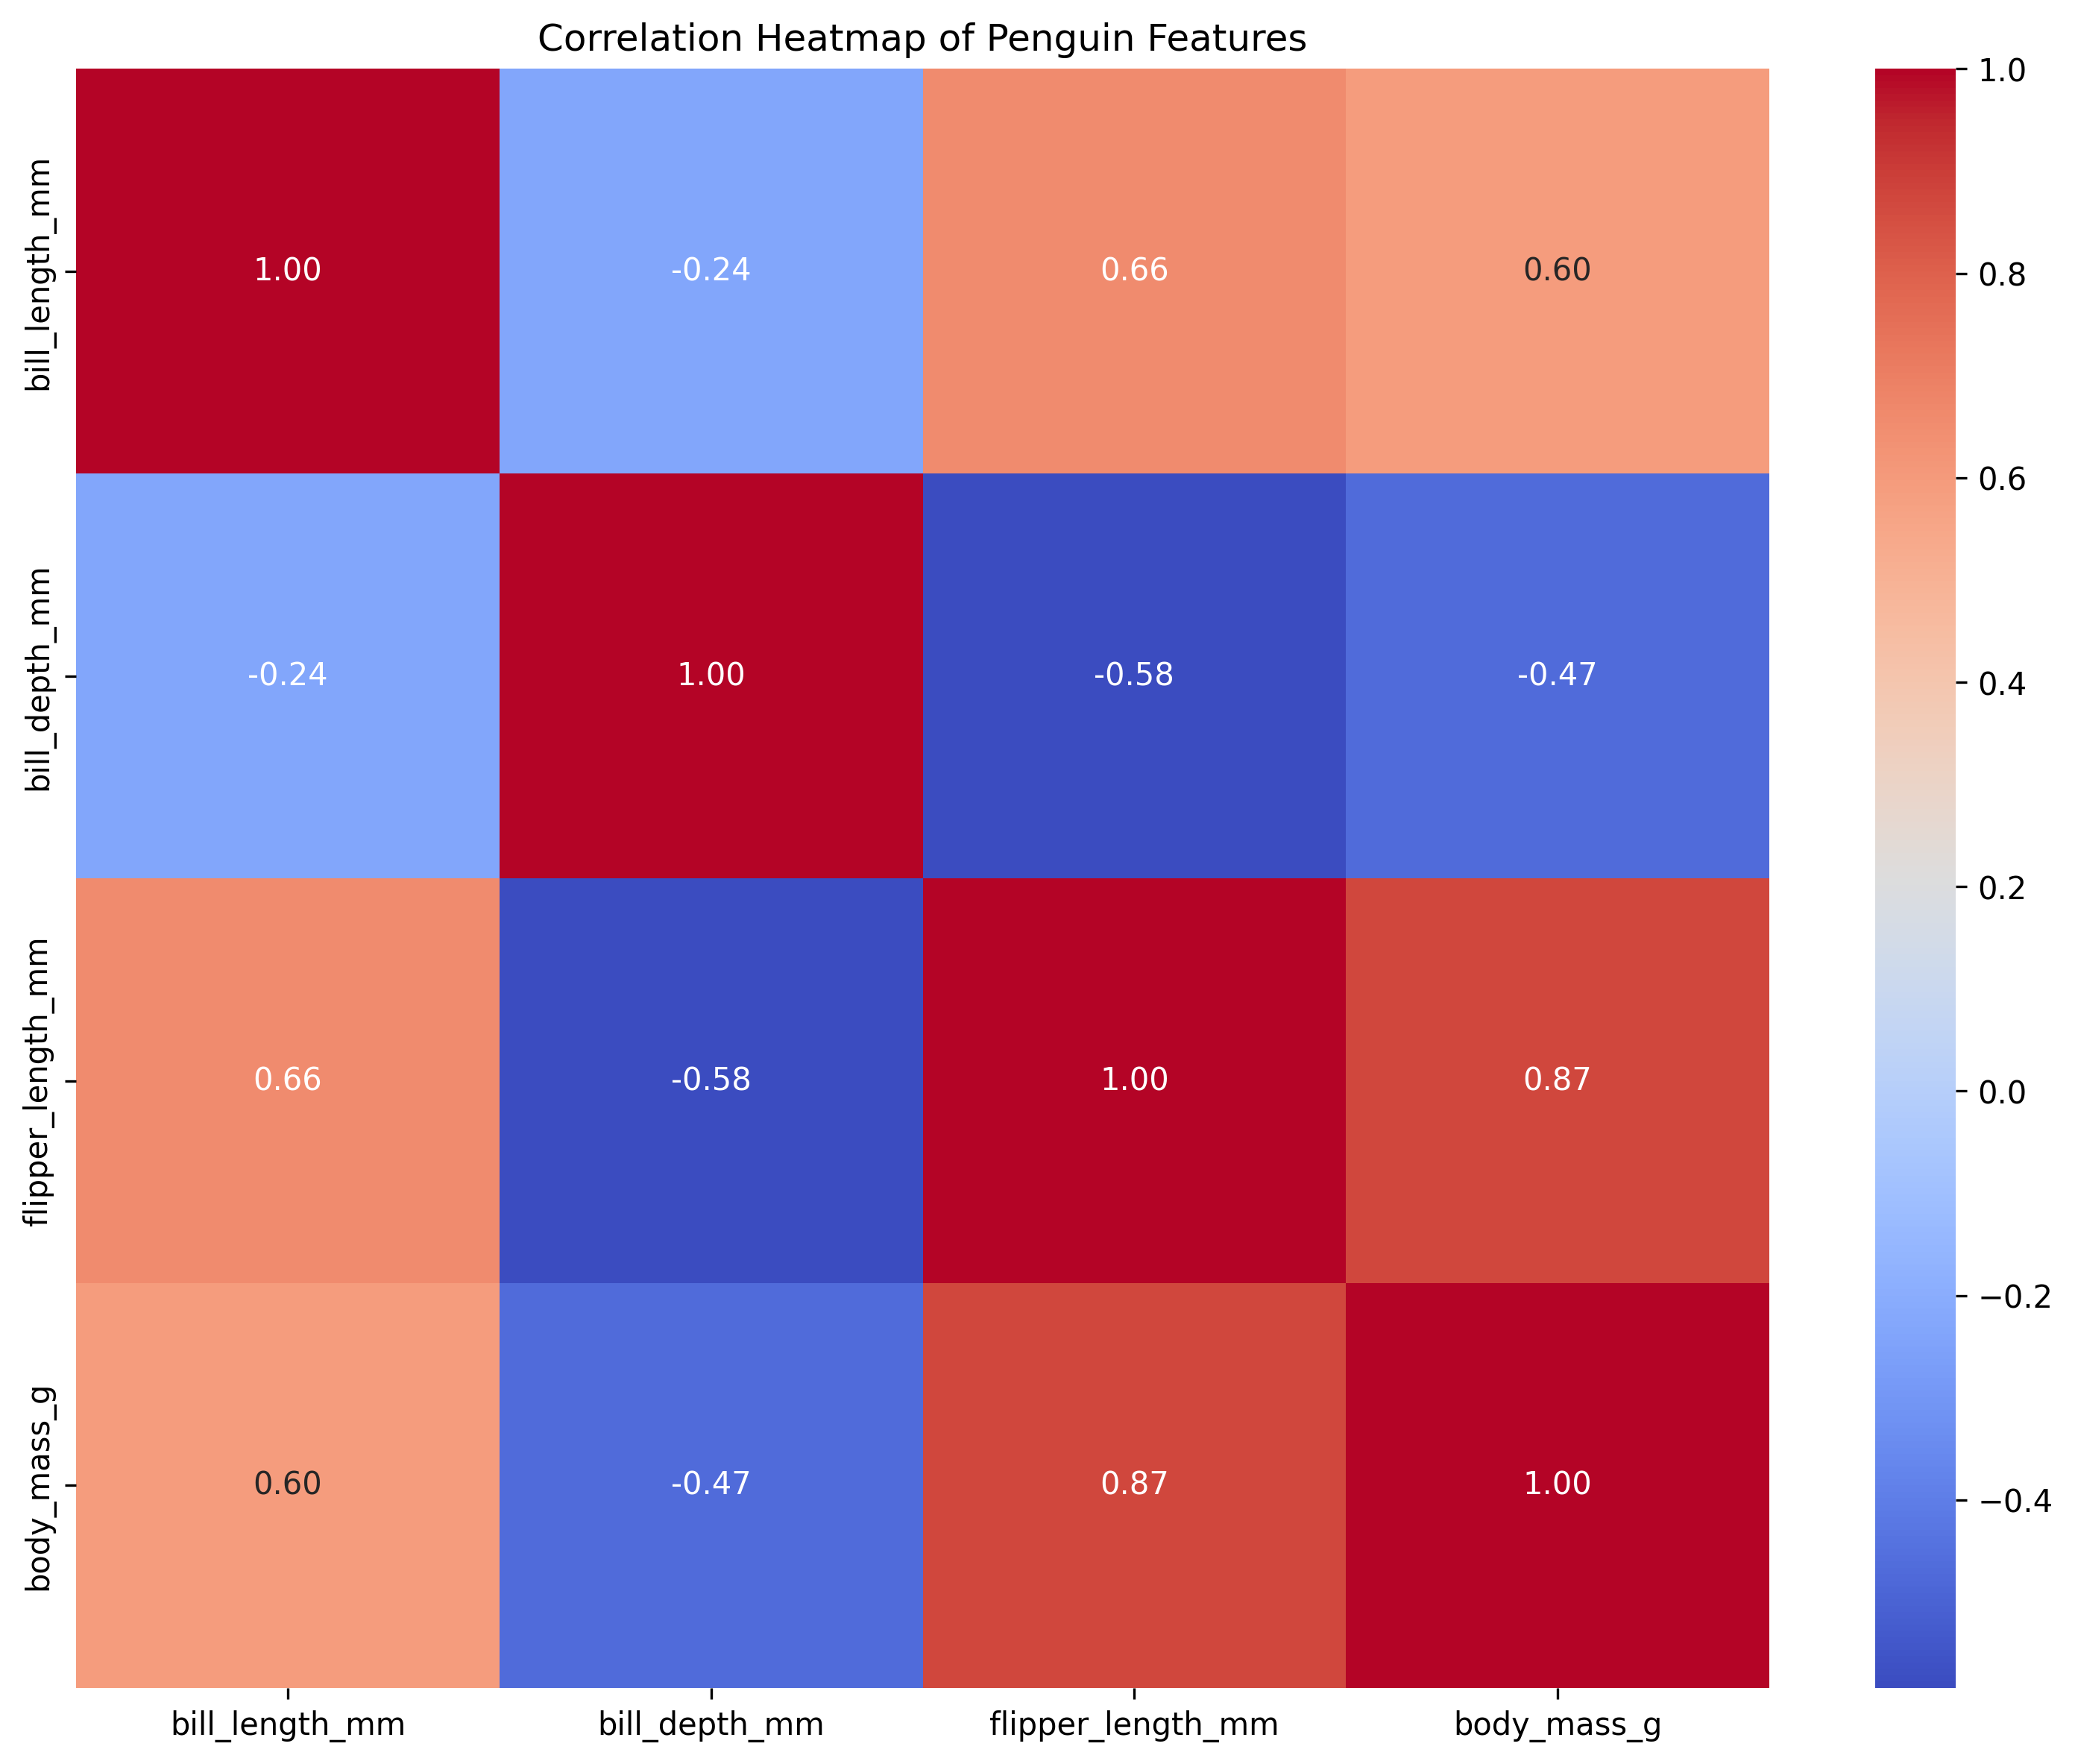 Correlation Heatmap of Penguin Features
bill_length_mm
1.00 -0.24 0.66 0.60
bill_depth_mm
-0.24 1.00 -0.58 -0.47
flipper_length_mm
0.66 -0.58 1.00 0.87
body_mass_g
0.60 -0.47 0.87 1.00
bill_length_mm bill_depth_mm flipper_length_mm body_mass_g
1.0
0.8
0.6
0.4
0.2
0.0
−0.2
−0.4